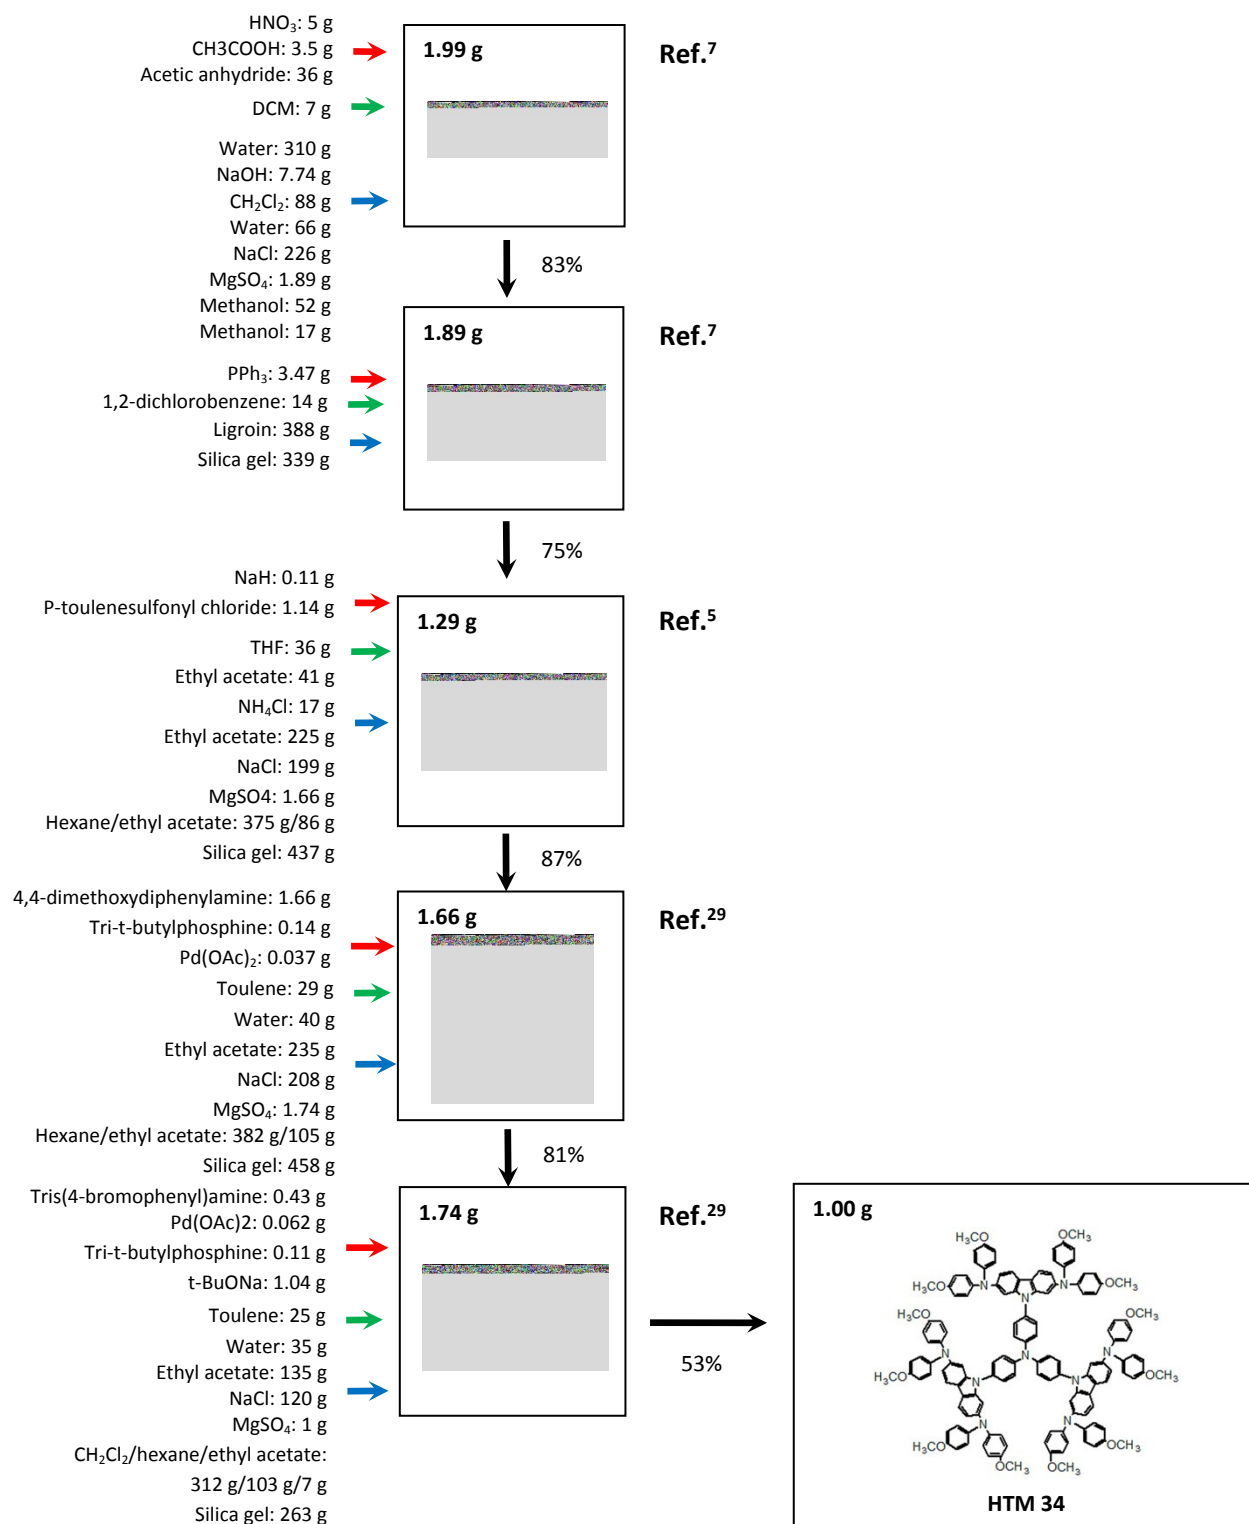 HNO₃: 5 g
CH3COOH: 3.5 g
Acetic anhydride: 36 g
DCM: 7 g
Water: 310 g
NaOH: 7.74 g
CH₂Cl₂: 88 g
Water: 66 g
NaCl: 226 g
MgSO₄: 1.89 g
Methanol: 52 g
Methanol: 17 g
1.99 g
Ref.⁷
83%
PPh₃: 3.47 g
1,2-dichlorobenzene: 14 g
Ligroin: 388 g
Silica gel: 339 g
1.89 g
Ref.⁷
75%
NaH: 0.11 g
P-toulenesulfonyl chloride: 1.14 g
THF: 36 g
Ethyl acetate: 41 g
NH₄Cl: 17 g
Ethyl acetate: 225 g
NaCl: 199 g
MgSO4: 1.66 g
Hexane/ethyl acetate: 375 g/86 g
Silica gel: 437 g
1.29 g
Ref.⁵
87%
4,4-dimethoxydiphenylamine: 1.66 g
Tri-t-butylphosphine: 0.14 g
Pd(OAc)₂: 0.037 g
Toulene: 29 g
Water: 40 g
Ethyl acetate: 235 g
NaCl: 208 g
MgSO₄: 1.74 g
Hexane/ethyl acetate: 382 g/105 g
Silica gel: 458 g
1.66 g
Ref.²⁹
81%
Tris(4-bromophenyl)amine: 0.43 g
Pd(OAc)2: 0.062 g
Tri-t-butylphosphine: 0.11 g
t-BuONa: 1.04 g
Toulene: 25 g
Water: 35 g
Ethyl acetate: 135 g
NaCl: 120 g
MgSO₄: 1 g
CH₂Cl₂/hexane/ethyl acetate:
312 g/103 g/7 g
Silica gel: 263 g
1.74 g
Ref.²⁹
53%
1.00 g
H₃CO OCH₃
H₃CO N N OCH₃
N
H₃CO OCH₃
N N N
H₃CO N N OCH₃
N N
H₃CO OCH₃
OCH₃ H₃CO
HTM 34